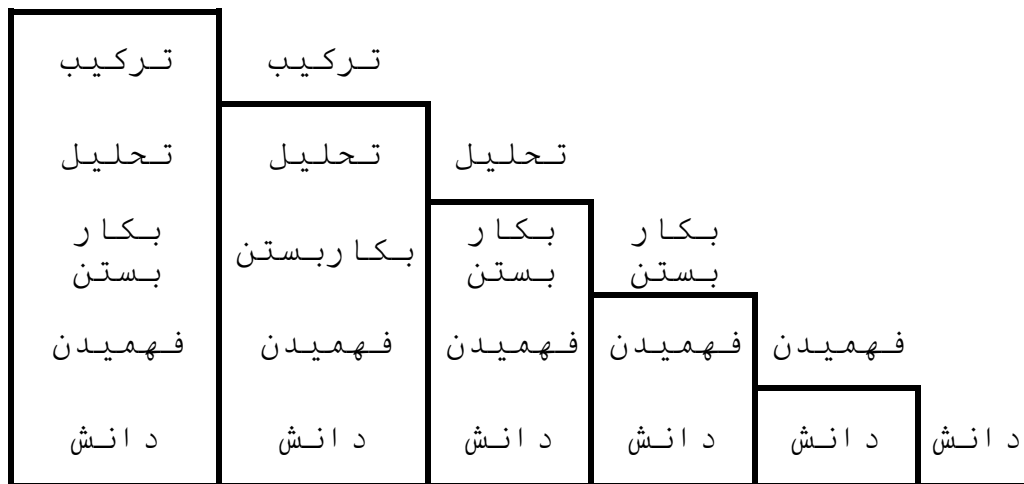 ترکیب ترکیب
تحلیل تحلیل تحلیل
بکار بستن بکاربستن بکار بستن بکار بستن
فهمیدن فهمیدن فهمیدن فهمیدن فهمیدن
دانش دانش دانش دانش دانش دانش